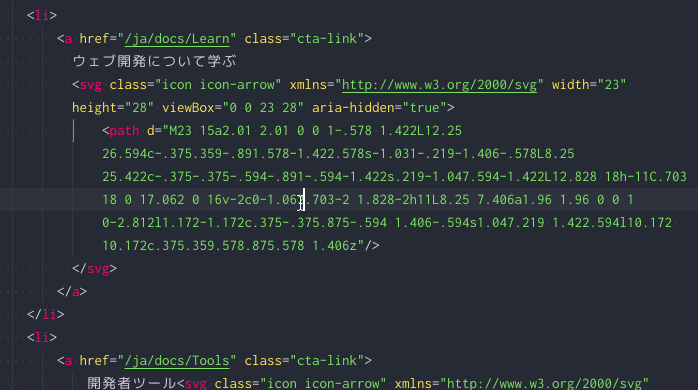 <li>
<a href="/ja/docs/Learn" class="cta-link">
ウェブ開発について学ぶ
<svg class="icon icon-arrow" xmlns="http://www.w3.org/2000/svg" width="23"
height="28" viewBox="0 0 23 28" aria-hidden="true">
<path d="M23 15a2.01 2.01 0 0 1-.578 1.422L12.25
26.594c-.375.359-.891.578-1.422.578s-1.031-.219-1.406-.578L8.25
25.422c-.375-.375-.594-.891-.594-1.422s.219-1.047.594-1.422L12.828 18h-11C.703
18 0 17.062 0 16v-2c0-1.062.703-2 1.828-2h11L8.25 7.406a1.96 1.96 0 0 1
0-2.812l1.172-1.172c.375-.375.875-.594 1.406-.594s1.047.219 1.422.594l10.172
10.172c.375.359.578.875.578 1.406z"/>
</svg>
</a>
</li>
<li>
<a href="/ja/docs/Tools" class="cta-link">
開発者ツール<svg class="icon icon-arrow" xmlns="http://www.w3.org/2000/svg"